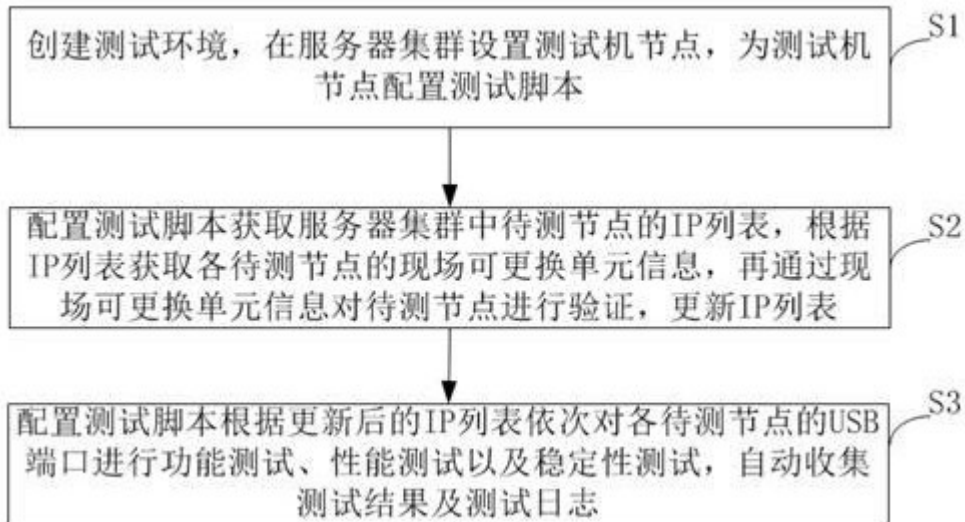 创建测试环境，在服务器集群设置测试机节点，为测试机
节点配置测试脚本
S1
配置测试脚本获取服务器集群中待测节点的IP列表，根据
IP列表获取各待测节点的现场可更换单元信息，再通过现
场可更换单元信息对待测节点进行验证，更新IP列表
S2
配置测试脚本根据更新后的IP列表依次对各待测节点的USB
端口进行功能测试、性能测试以及稳定性测试，自动收集
测试结果及测试日志
S3